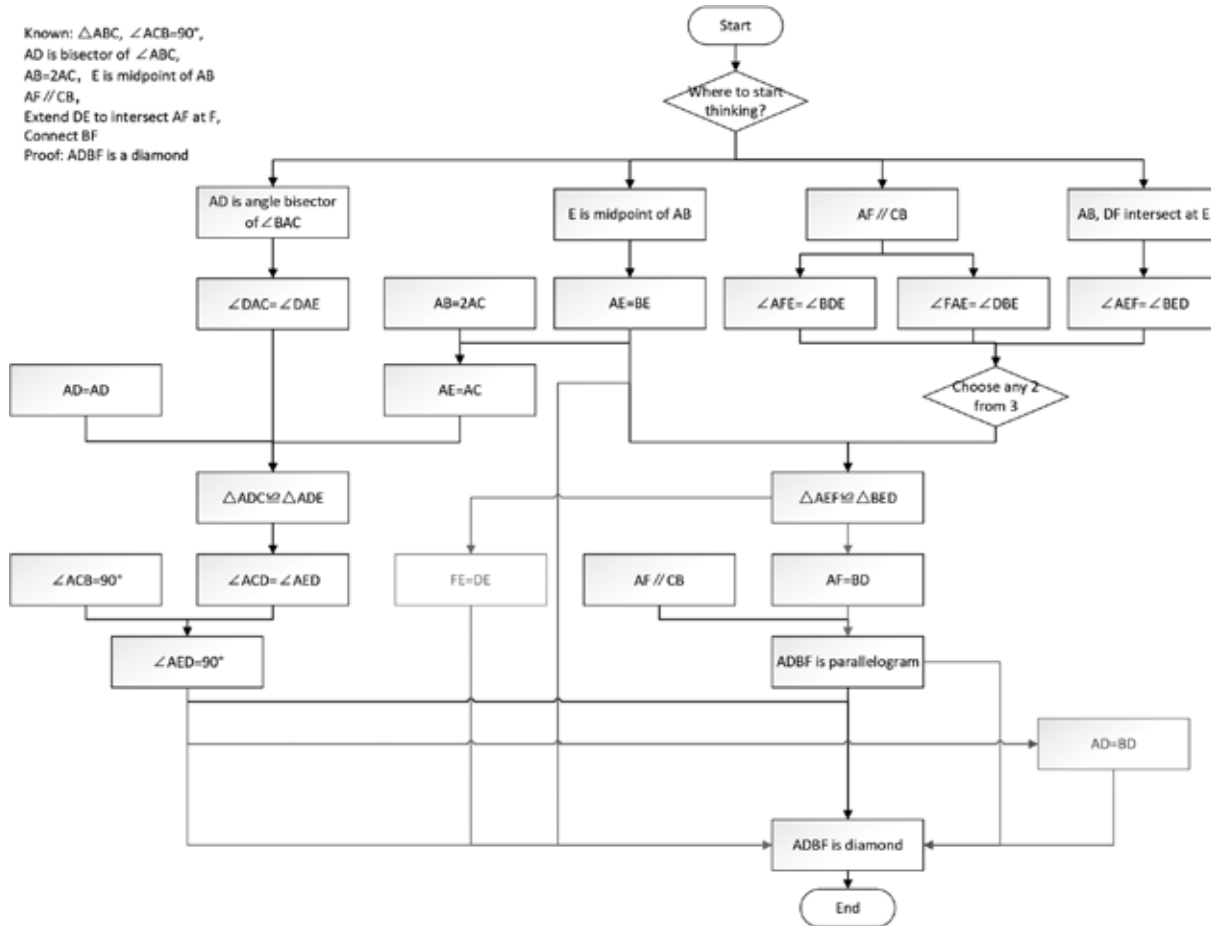 Start
Known: △ABC, ∠ACB=90°,
AD is bisector of ∠ABC,
AB=2AC, E is midpoint of AB
AF∥CB,
Extend DE to intersect AF at F,
Connect BF
Proof: ADBF is a diamond
Where to start
thinking?
AD is angle bisector
of ∠BAC
E is midpoint of AB
AF∥CB
AB, DF intersect at E
∠DAC=∠DAE
AB=2AC
AE=BE
∠AFE=∠BDE
∠FAE=∠DBE
∠AEF=∠BED
AD=AD
AE=AC
Choose any 2
from 3
△ADC≌△ADE
△AEF≌△BED
∠ACB=90°
∠ACD=∠AED
FE=DE
AF∥CB
AF=BD
∠AED=90°
ADBF is parallelogram
AD=BD
ADBF is diamond
End